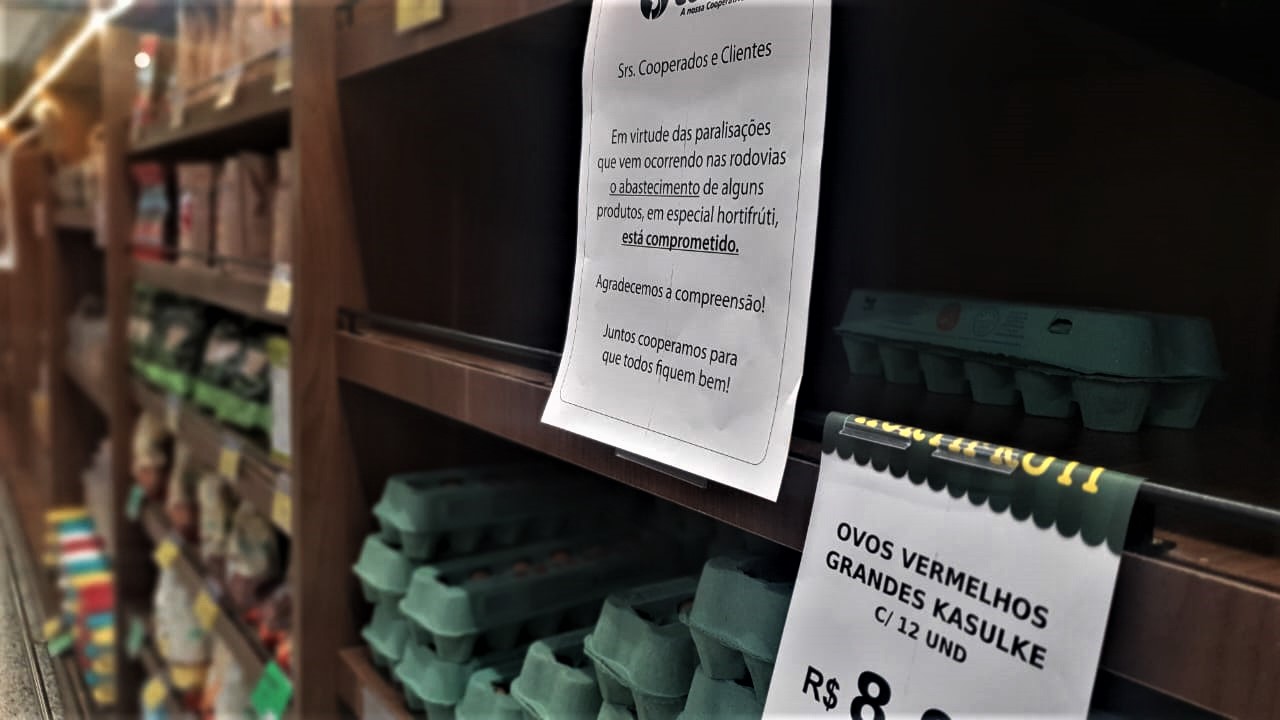 A nossa Cooperativa
Srs. Cooperados e Clientes
Em virtude das paralisações
que vem ocorrendo nas rodovias
o abastecimento de alguns
produtos, em especial hortifrúti,
está comprometido.
Agradecemos a compreensão!
Juntos cooperamos para
que todos fiquem bem!
HORTIFRUTI
OVOS VERMELHOS
GRANDES KASULKE
C/ 12 UND
R$ 8